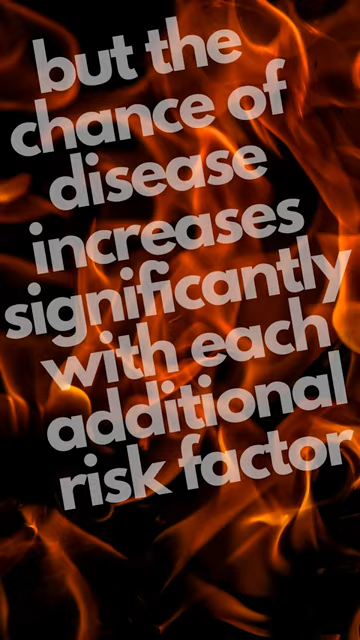 but the
chance of
disease
increases
significantly
with each
additional
risk factor